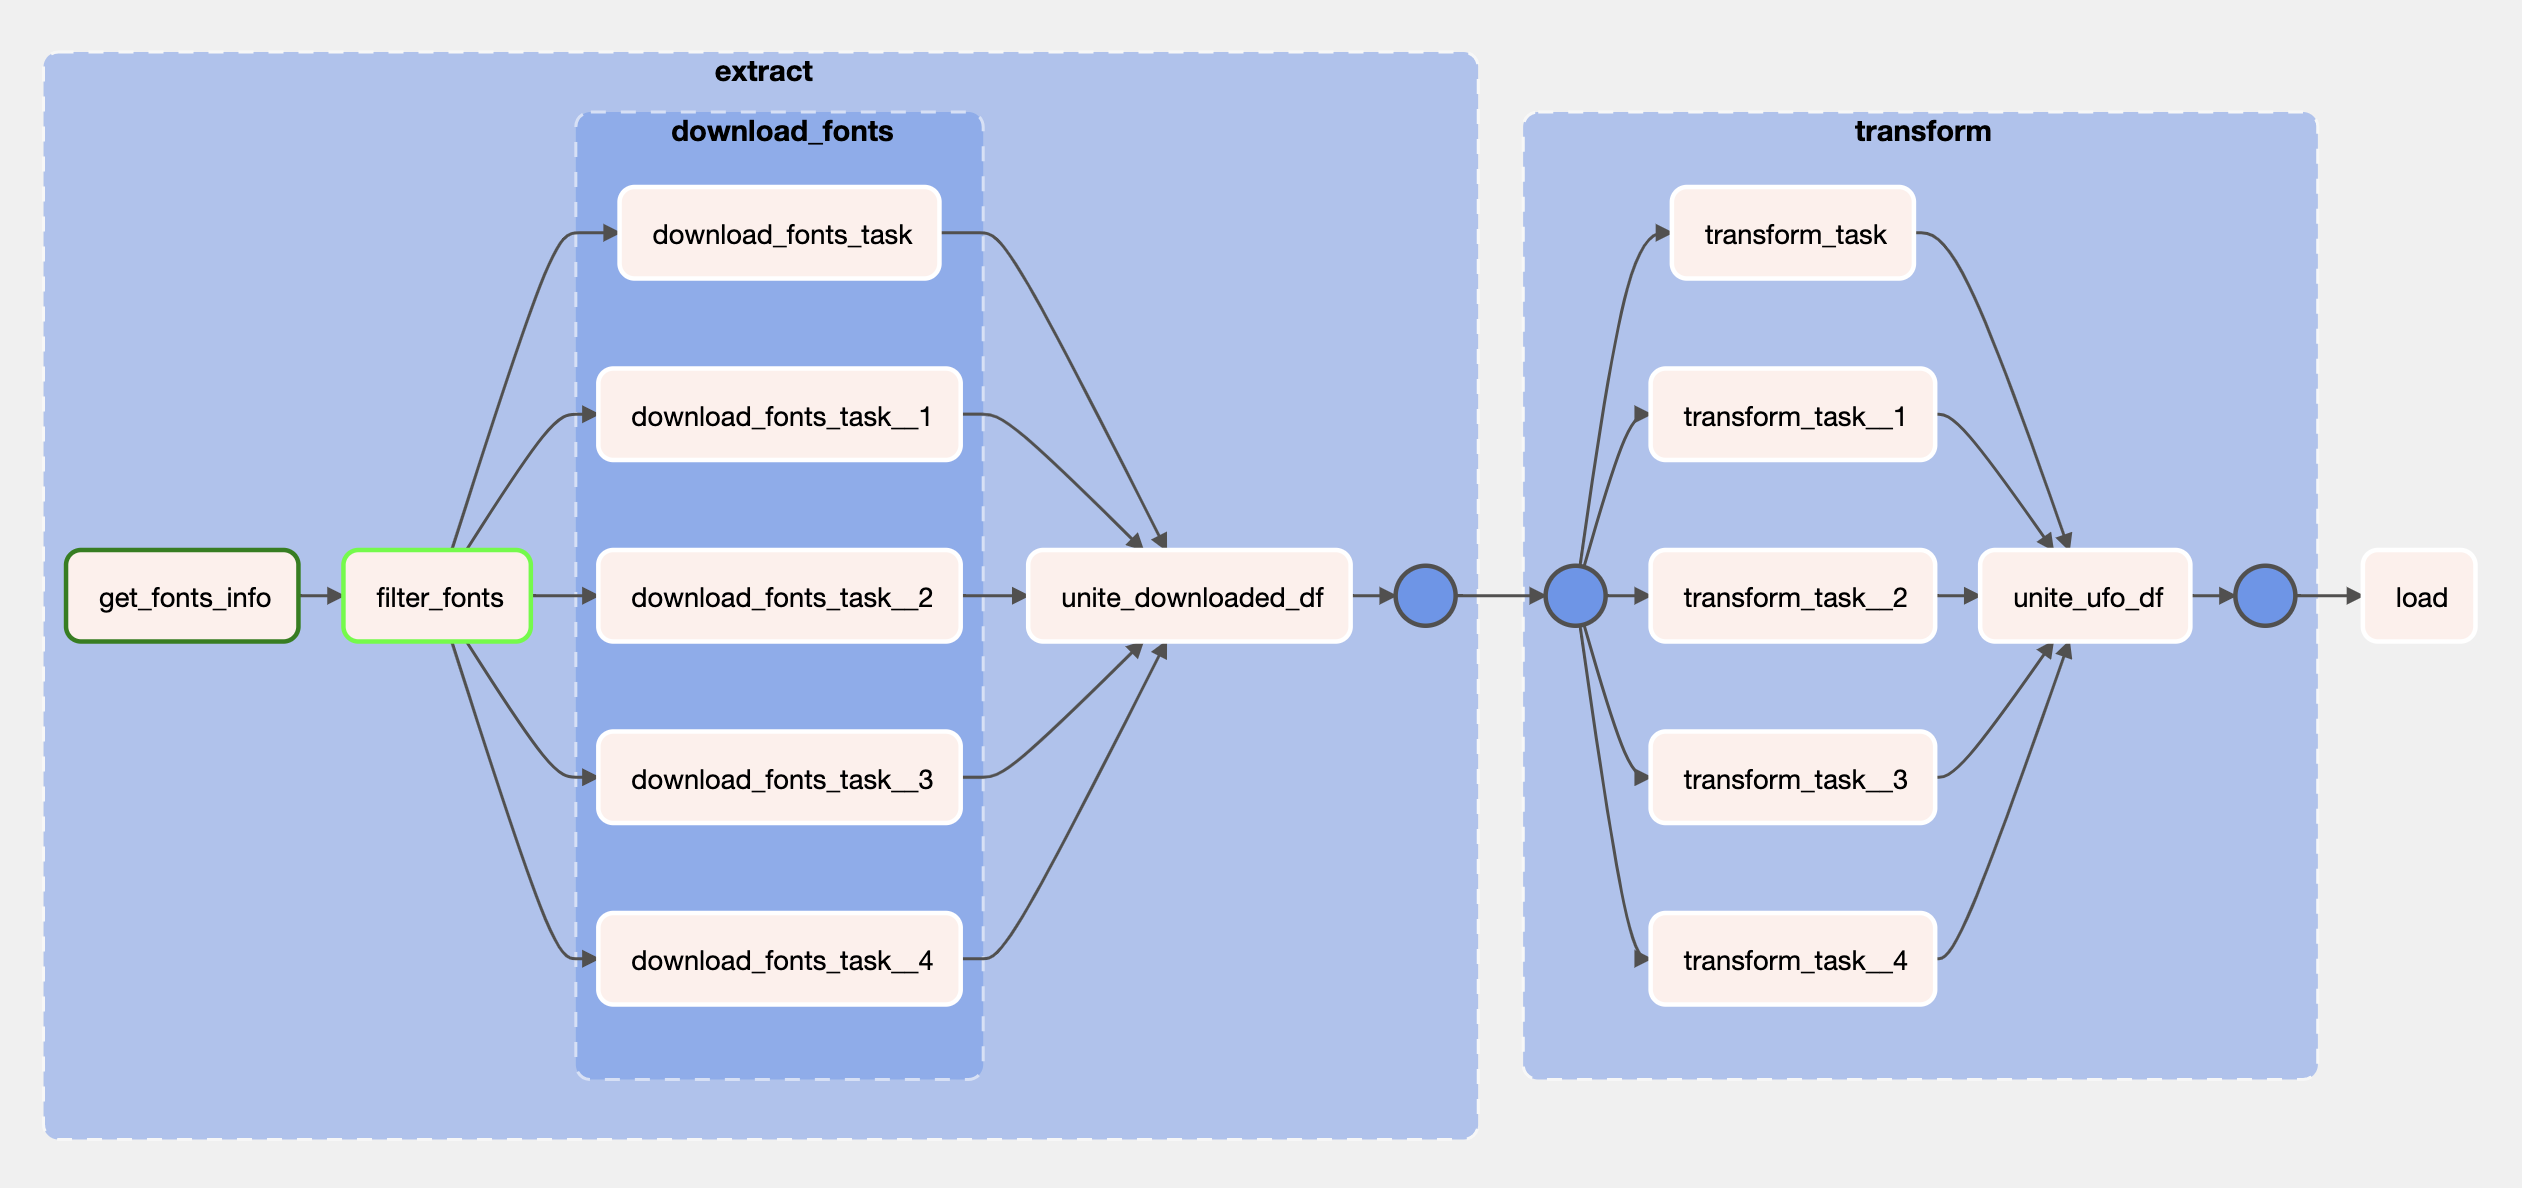 extract
download_fonts
transform
download_fonts_task
transform_task
download_fonts_task__1
transform_task__1
get_fonts_info
filter_fonts
download_fonts_task__2
unite_downloaded_df
transform_task__2
unite_ufo_df
load
download_fonts_task__3
transform_task__3
download_fonts_task__4
transform_task__4